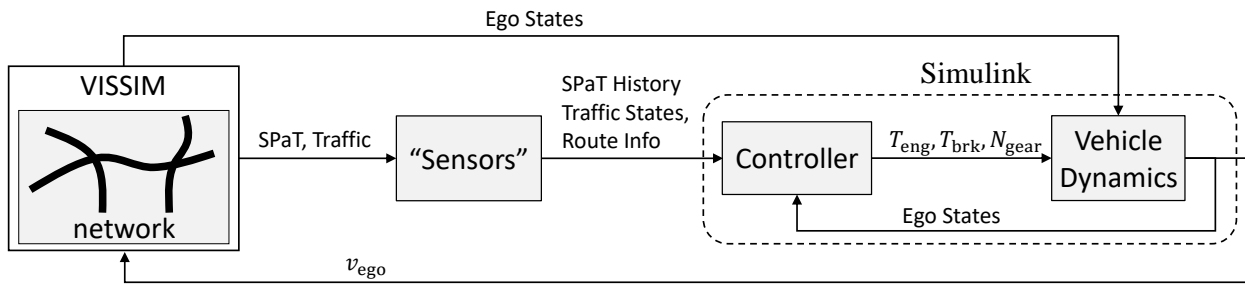 Ego States
VISSIM
network
SPaT, Traffic
“Sensors”
SPaT History
Traffic States,
Route Info
Simulink
Controller
T_eng, T_brk, N_gear
Vehicle
Dynamics
Ego States
v_ego